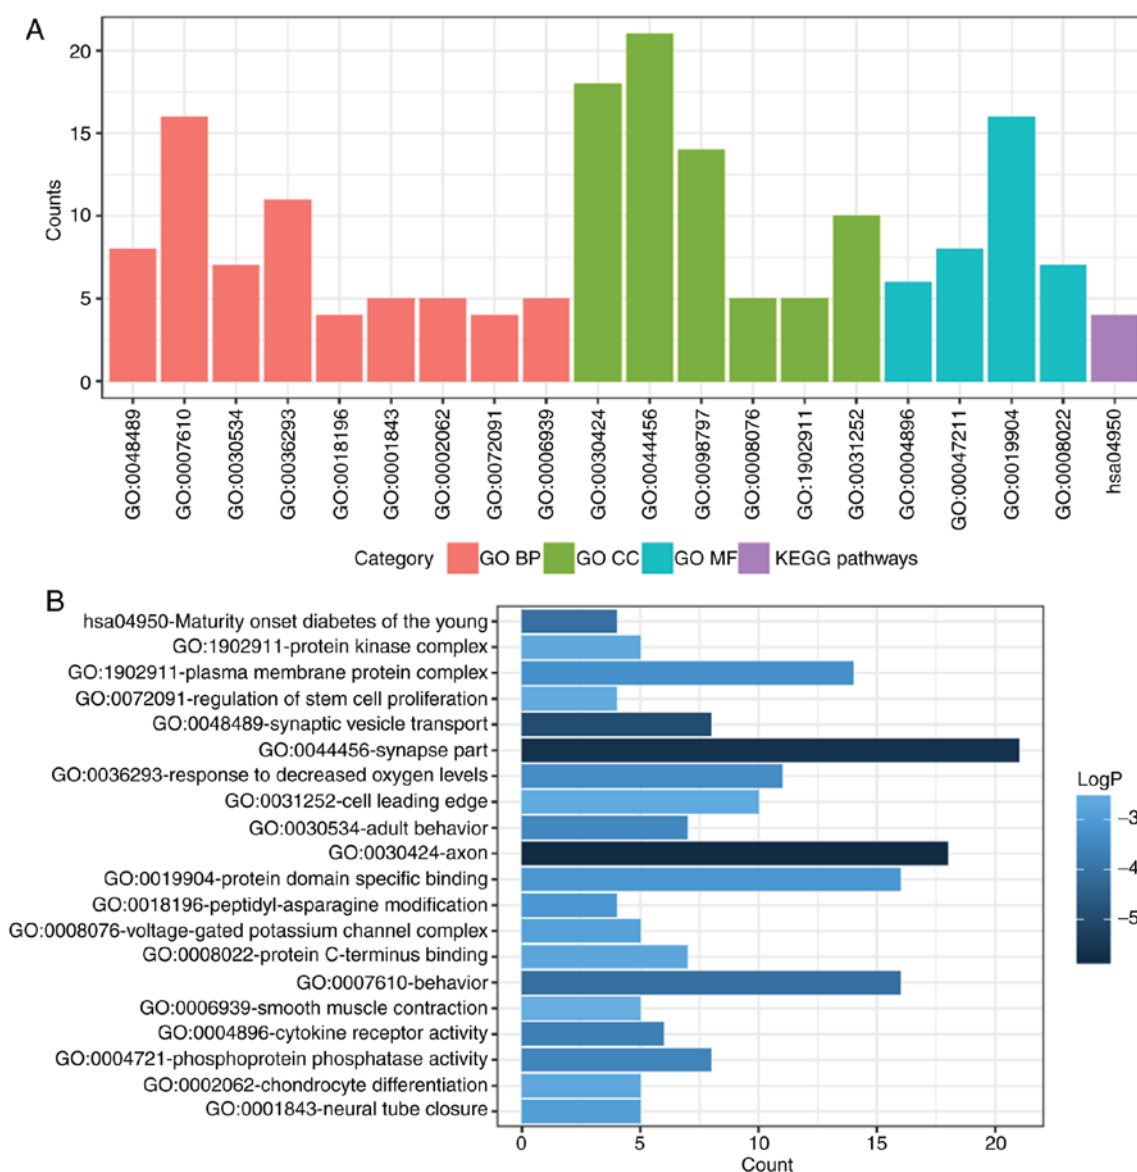 A
Counts
20
15
10
5
0
GO:0048489
GO:0007610
GO:0030534
GO:0036293
GO:0018196
GO:0001843
GO:0002062
GO:0072091
GO:0006939
GO:0030424
GO:0044456
GO:0098797
GO:0008076
GO:1902911
GO:0031252
GO:0004896
GO:00047211
GO:0019904
GO:0008022
hsa04950
Category GO BP GO CC GO MF KEGG pathways
B
hsa04950-Maturity onset diabetes of the young
GO:1902911-protein kinase complex
GO:1902911-plasma membrane protein complex
GO:0072091-regulation of stem cell proliferation
GO:0048489-synaptic vesicle transport
GO:0044456-synapse part
GO:0036293-response to decreased oxygen levels
GO:0031252-cell leading edge
GO:0030534-adult behavior
GO:0030424-axon
GO:0019904-protein domain specific binding
GO:0018196-peptidyl-asparagine modification
GO:0008076-voltage-gated potassium channel complex
GO:0008022-protein C-terminus binding
GO:0007610-behavior
GO:0006939-smooth muscle contraction
GO:0004896-cytokine receptor activity
GO:0004721-phosphoprotein phosphatase activity
GO:0002062-chondrocyte differentiation
GO:0001843-neural tube closure
0 5 10 15 20
Count
LogP
–3
–4
–5